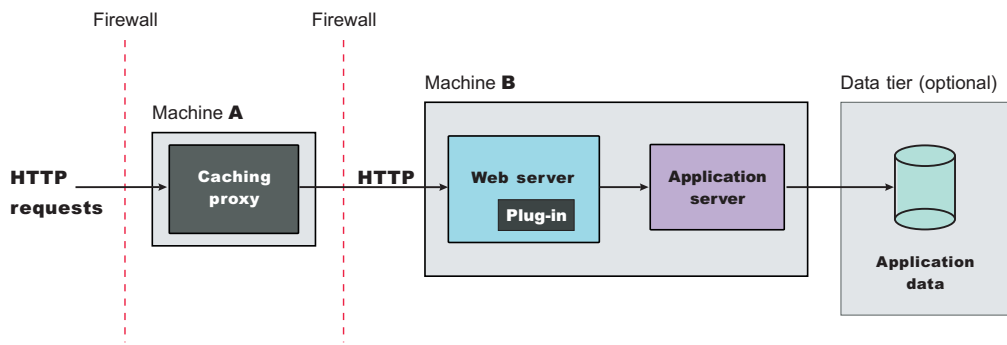 Firewall
Firewall
Machine A
Machine B
Data tier (optional)
HTTP
requests
Caching
proxy
HTTP
Web server
Plug-in
Application
server
Application
data